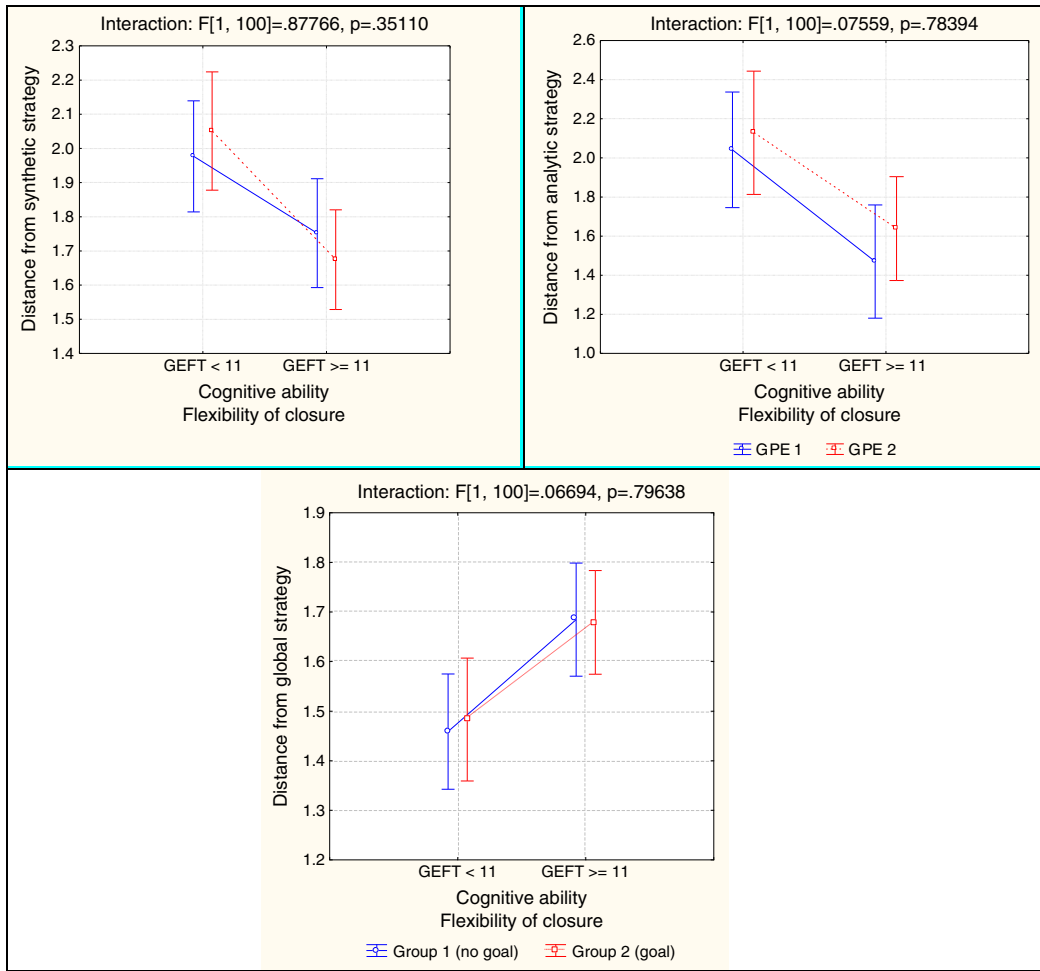 Interaction: F[1, 100]=.87766, p=.35110
Distance from synthetic strategy
2.3
2.2
2.1
2.0
1.9
1.8
1.7
1.6
1.5
1.4
GEFT < 11 GEFT >= 11
Cognitive ability
Flexibility of closure
Interaction: F[1, 100]=.07559, p=.78394
Distance from analytic strategy
2.6
2.4
2.2
2.0
1.8
1.6
1.4
1.2
1.0
GEFT < 11 GEFT >= 11
Cognitive ability
Flexibility of closure
GPE 1 GPE 2
Interaction: F[1, 100]=.06694, p=.79638
Distance from global strategy
1.9
1.8
1.7
1.6
1.5
1.4
1.3
1.2
GEFT < 11 GEFT >= 11
Cognitive ability
Flexibility of closure
Group 1 (no goal) Group 2 (goal)